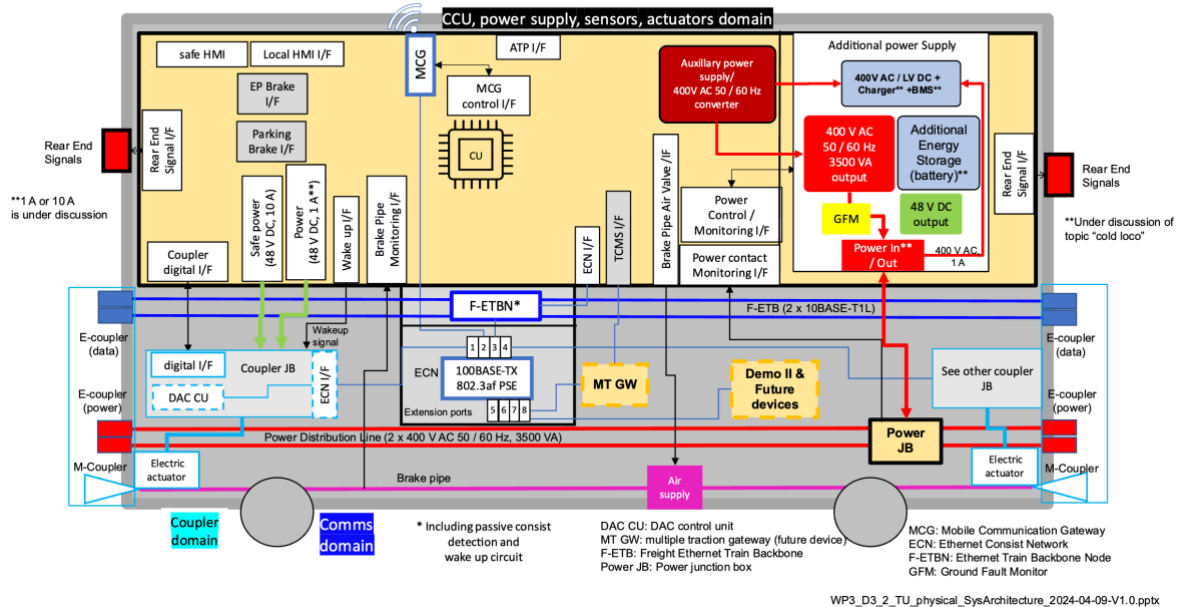 CCU, power supply, sensors, actuators domain
safe HMI
Local HMI I/F
MCG
ATP I/F
Additional power Supply
EP Brake
I/F
MCG
control I/F
Auxillary power
supply/
400V AC 50 / 60 Hz
converter
400V AC / LV DC +
Charger** +BMS**
Rear End
Signals
Rear End
Signal I/F
Parking
Brake I/F
CU
400 V AC
50 / 60 Hz
3500 VA
output
Additional
Energy
Storage
(battery)**
Rear End
Signal I/F
Rear End
Signals
**1 A or 10 A
is under discussion
Safe power
(48 V DC, 10 A)
Power
(48 V DC, 1 A**)
Wake up I/F
Brake Pipe
Monitoring I/F
ECN I/F
TCMS I/F
Brake Pipe Air Valve /IF
Power
Control /
Monitoring I/F
GFM
48 V DC
output
**Under discussion of
topic “cold loco”
Coupler
digital I/F
Power contact
Monitoring I/F
Power In**
/ Out
400 V AC,
1 A
F-ETBN*
F-ETB (2 x 10BASE-T1L)
E-coupler
(data)
Wakeup
signal
1 2 3 4
E-coupler
(data)
digital I/F
Coupler JB
ECN I/F
ECN
100BASE-TX
802.3af PSE
MT GW
Demo II &
Future
devices
See other coupler
JB
DAC CU
E-coupler
(power)
Extension ports
5 6 7 8
E-coupler
(power)
Power Distribution Line (2 x 400 V AC 50 / 60 Hz, 3500 VA)
Power
JB
M-Coupler
Electric
actuator
Electric
actuator
M-Coupler
Brake pipe
Air
supply
Coupler
domain
Comms
domain
* Including passive consist
detection and
wake up circuit
DAC CU: DAC control unit
MT GW: multiple traction gateway (future device)
F-ETB: Freight Ethernet Train Backbone
Power JB: Power junction box
MCG: Mobile Communication Gateway
ECN: Ethernet Consist Network
F-ETBN: Ethernet Train Backbone Node
GFM: Ground Fault Monitor
WP3_D3_2_TU_physical_SysArchitecture_2024-04-09-V1.0.pptx